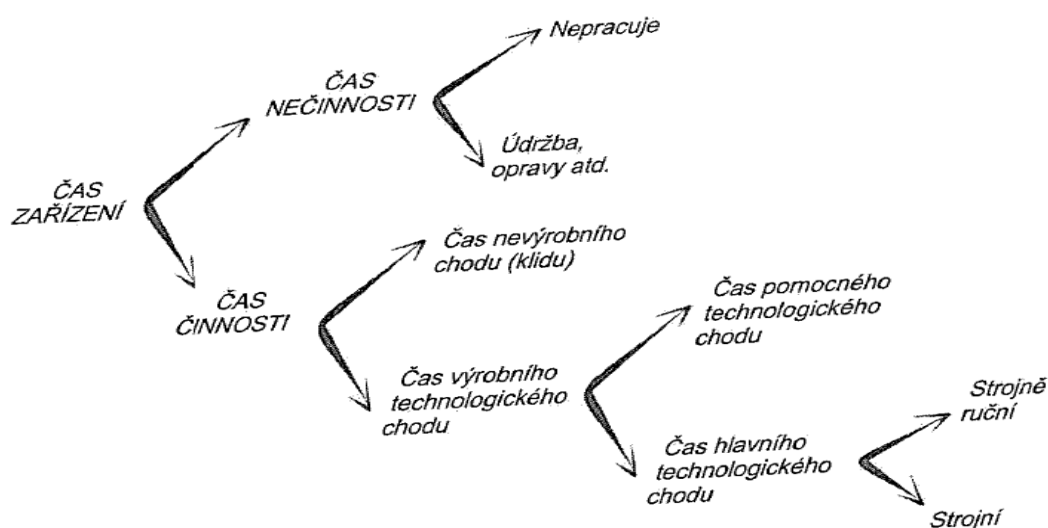 Nepracuje
ČAS
NEČINNOSTI
Údržba,
opravy atd.
ČAS
ZAŘÍZENÍ
Čas nevýrobního
chodu (klidu)
ČAS
ČINNOSTI
Čas pomocného
technologického
chodu
Čas výrobního
technologického
chodu
Strojně
ruční
Čas hlavního
technologického
chodu
Strojní